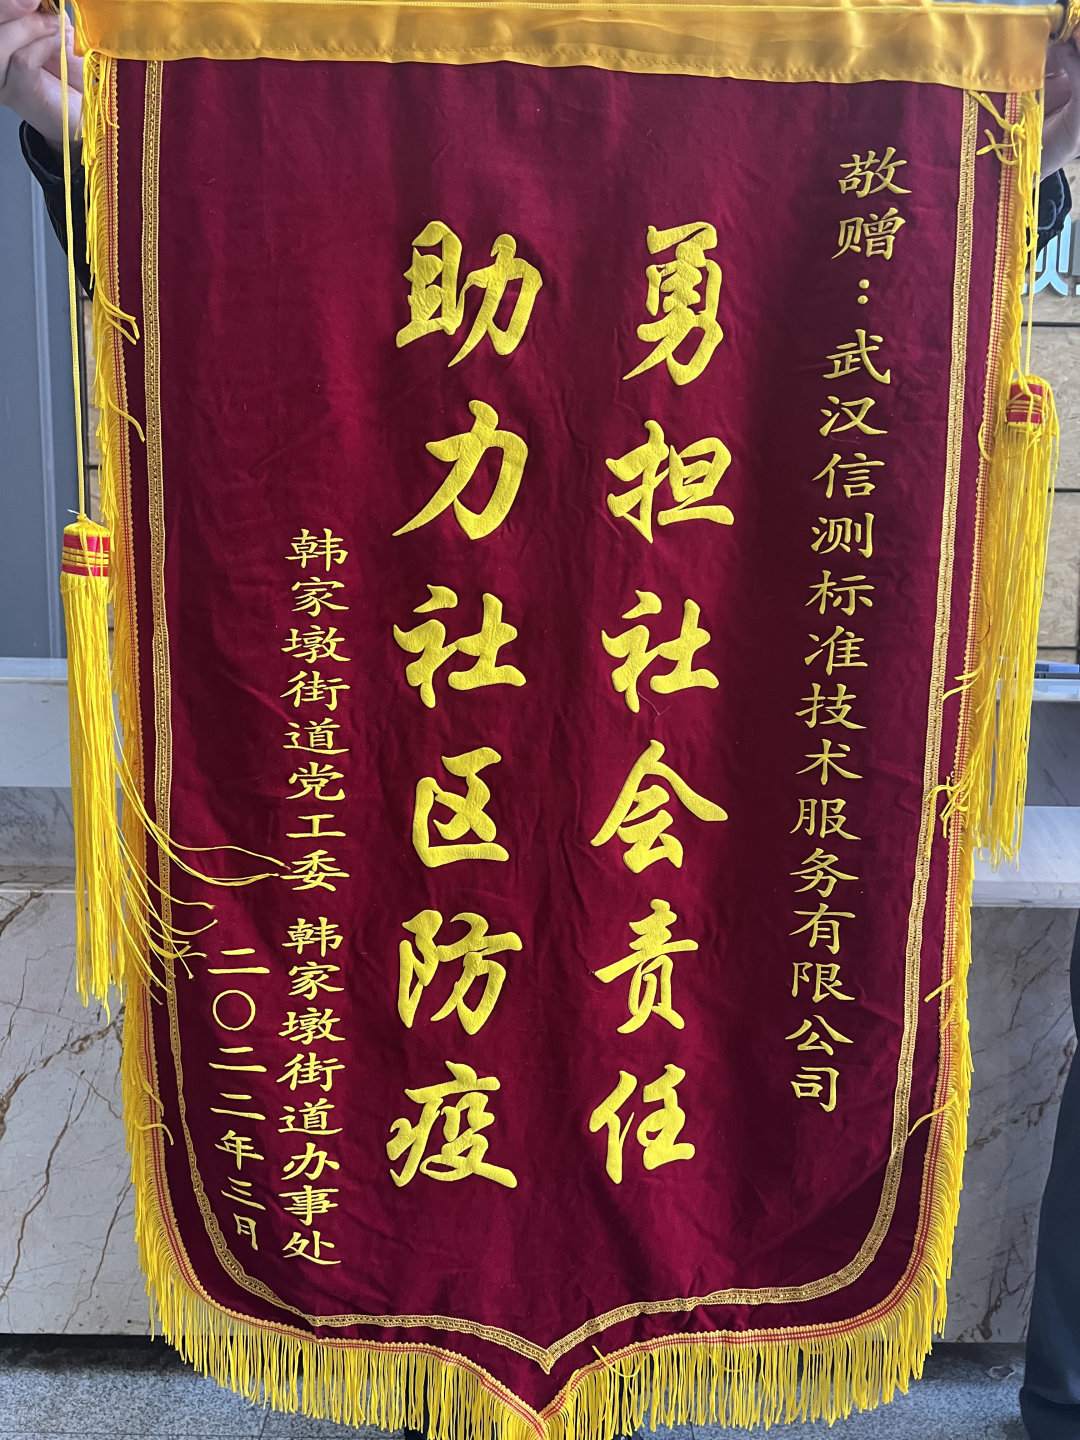 敬赠：武汉信测标准技术服务有限公司
勇担社会责任
助力社区防疫
韩家墩街道党工委 韩家墩街道办事处
二〇二二年三月